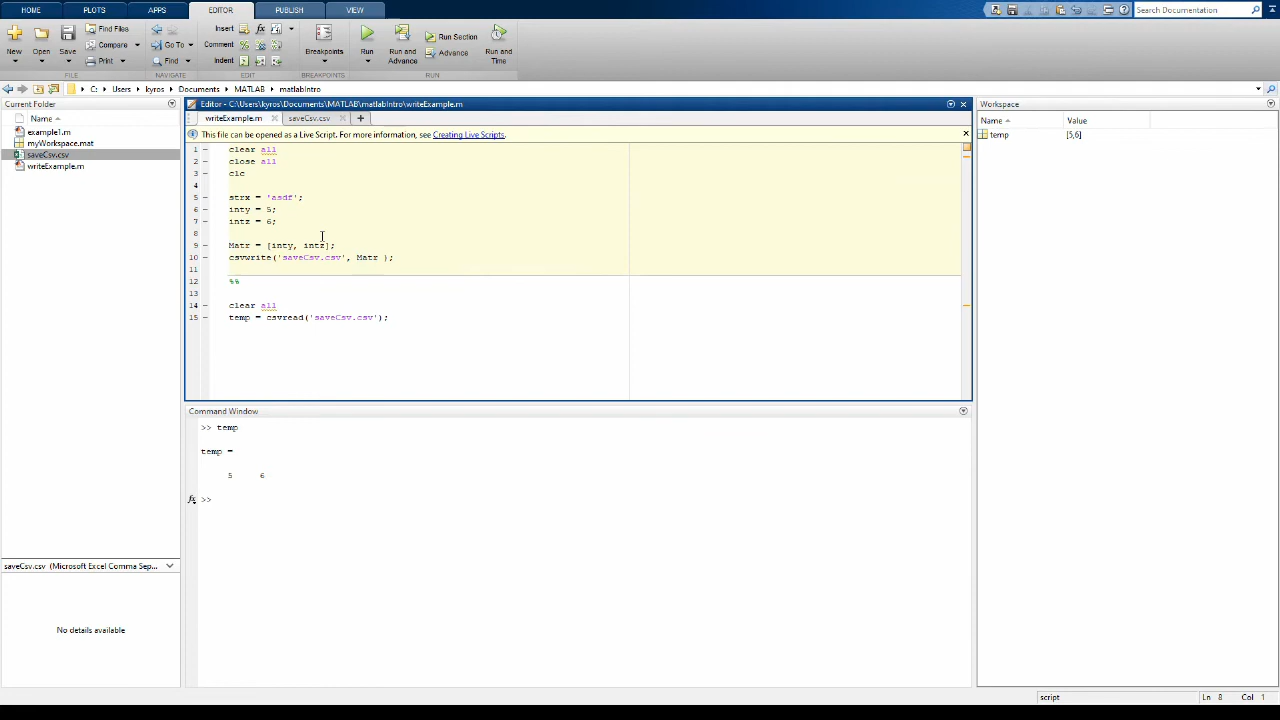 HOME PLOTS APPS EDITOR PUBLISH VIEW
Search Documentation
New Open Save Find Files Compare Print
Go To Find
Insert fx
Comment
Indent
Breakpoints
Run Run and Advance Run Section Advance Run and Time
FILE NAVIGATE EDIT BREAKPOINTS RUN
C: Users kyros Documents MATLAB matlabIntro
Current Folder
Name
example1.m
myWorkspace.mat
saveCsv.csv
writeExample.m
saveCsv.csv (Microsoft Excel Comma Sep...
No details available
Editor - C:\Users\kyros\Documents\MATLAB\matlabIntro\writeExample.m
writeExample.m saveCsv.csv
This file can be opened as a Live Script. For more information, see Creating Live Scripts.
1 clear all
2 close all
3 clc
4
5 strx = 'asdf';
6 inty = 5;
7 intz = 6;
8
9 Matr = [inty, intz];
10 csvwrite('saveCsv.csv', Matr );
11
12 %%
13
14 clear all
15 temp = csvread('saveCsv.csv');
Command Window
>> temp
temp =
5 6
fx >>
Workspace
Name Value
temp [5,6]
script Ln 8 Col 1